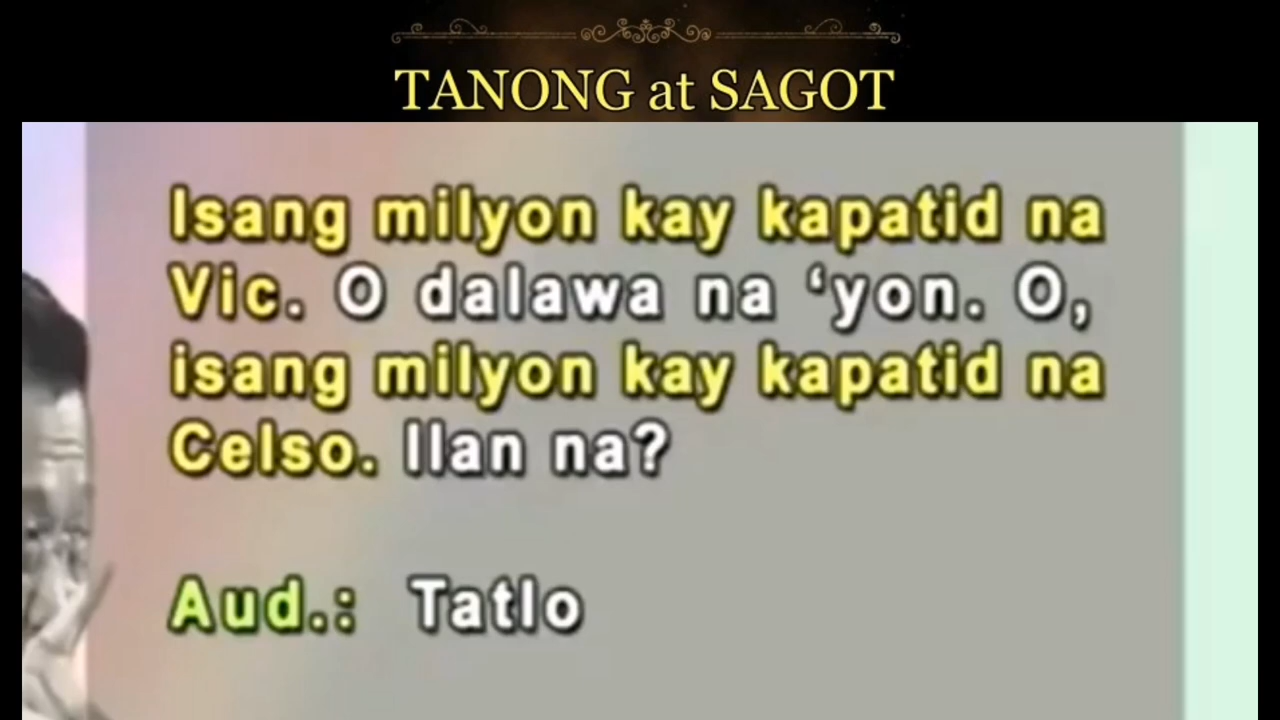 TANONG at SAGOT
Isang milyon kay kapatid na
Vic. O dalawa na ‘yon. O,
isang milyon kay kapatid na
Celso. Ilan na?
Aud.: Tatlo